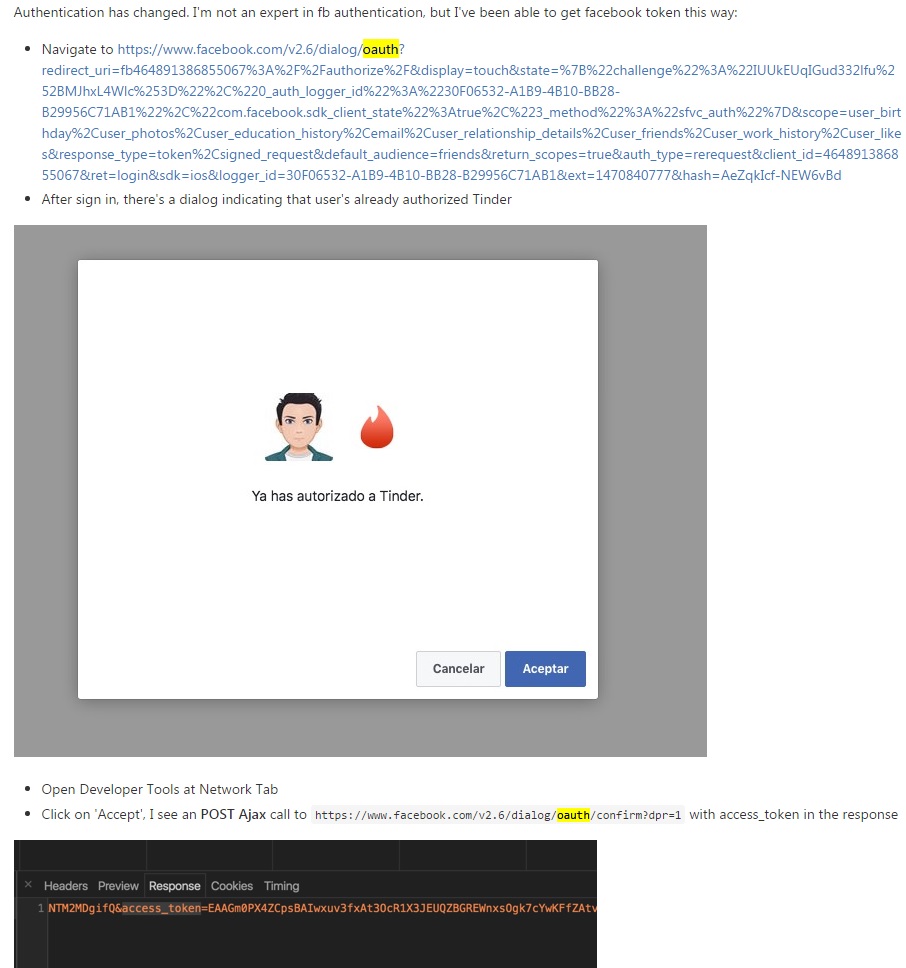 Authentication has changed. I'm not an expert in fb authentication, but I've been able to get facebook token this way:
Navigate to https://www.facebook.com/v2.6/dialog/oauth?
redirect_uri=fb464891386855067%3A%2F%2Fauthorize%2F&display=touch&state=%7B%22challenge%22%3A%22IUUkEUqIGud332lfu%2
52BMJhxL4Wlc%253D%22%2C%220_auth_logger_id%22%3A%2230F06532-A1B9-4B10-BB28-
B29956C71AB1%22%2C%22com.facebook.sdk_client_state%22%3Atrue%2C%223_method%22%3A%22sfvc_auth%22%7D&scope=user_birt
hday%2Cuser_photos%2Cuser_education_history%2Cemail%2Cuser_relationship_details%2Cuser_friends%2Cuser_work_history%2Cuser_like
s&response_type=token%2Csigned_request&default_audience=friends&return_scopes=true&auth_type=rerequest&client_id=4648913868
55067&ret=login&sdk=ios&logger_id=30F06532-A1B9-4B10-BB28-B29956C71AB1&ext=1470840777&hash=AeZqkIcf-NEW6vBd
After sign in, there's a dialog indicating that user's already authorized Tinder
Ya has autorizado a Tinder.
Cancelar Aceptar
Open Developer Tools at Network Tab
Click on 'Accept', I see an POST Ajax call to https://www.facebook.com/v2.6/dialog/oauth/confirm?dpr=1 with access_token in the response
× Headers Preview Response Cookies Timing
1 NTM2MDgifQ&access_token=EAAGm0PX4ZCpsBAIwxuv3fxAt3OcR1X3JEUQZBGREWnxsOgk7cYwKFfZAtv